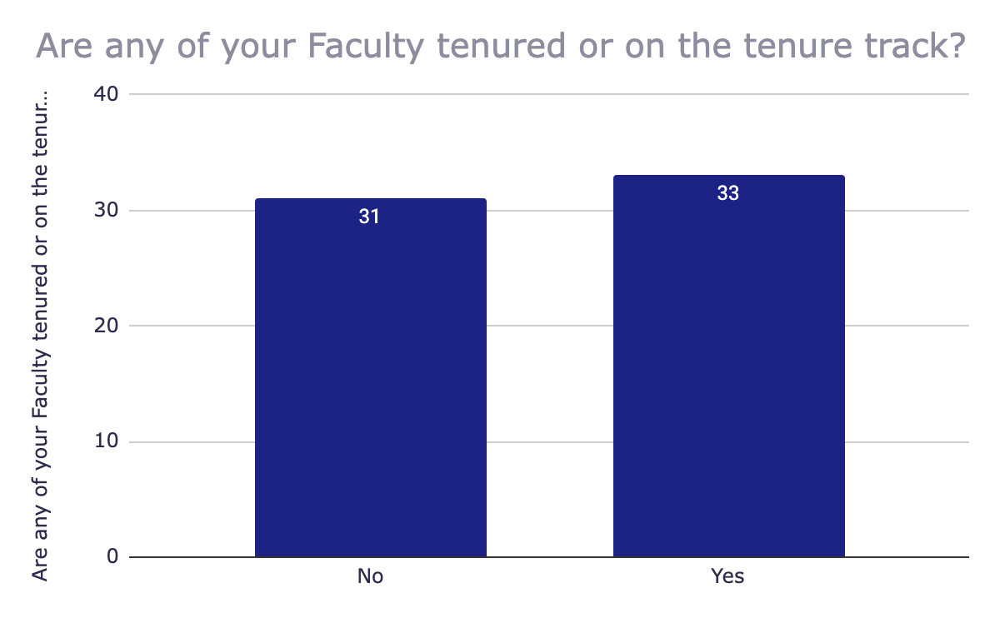 Are any of your Faculty tenured or on the tenure track?
Are any of your Faculty tenured or on the tenur...
40
30
20
10
0
31
33
No
Yes